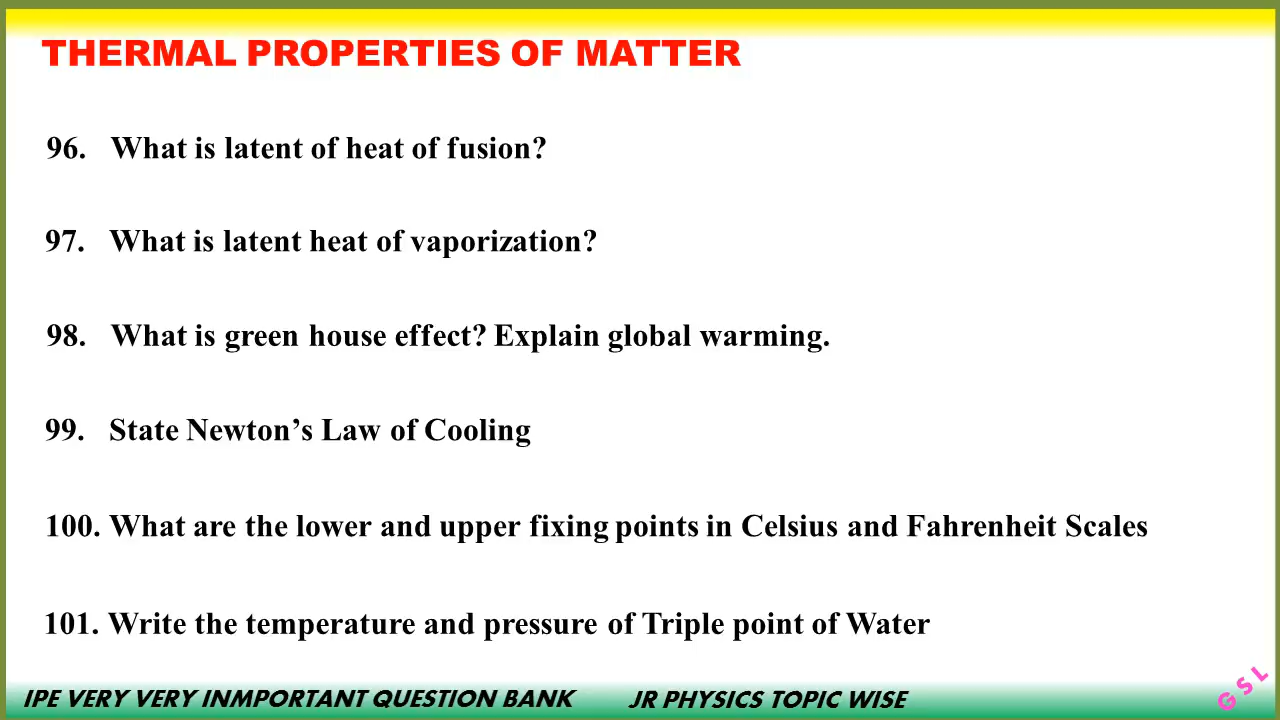 THERMAL PROPERTIES OF MATTER
96. What is latent of heat of fusion?
97. What is latent heat of vaporization?
98. What is green house effect? Explain global warming.
99. State Newton’s Law of Cooling
100. What are the lower and upper fixing points in Celsius and Fahrenheit Scales
101. Write the temperature and pressure of Triple point of Water
IPE VERY VERY INMPORTANT QUESTION BANK JR PHYSICS TOPIC WISE
GSL